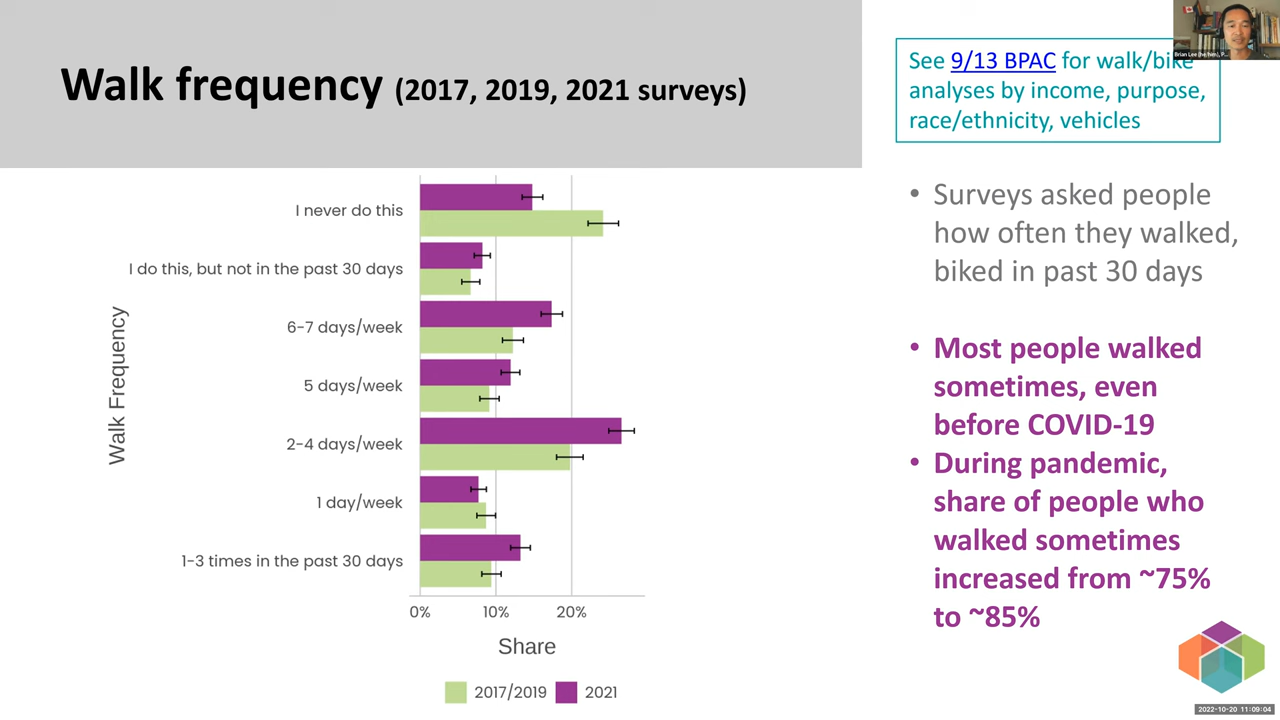 Walk frequency (2017, 2019, 2021 surveys)
See 9/13 BPAC for walk/bike
analyses by income, purpose,
race/ethnicity, vehicles
Brian Lee (he/him), P...
I never do this
I do this, but not in the past 30 days
6-7 days/week
5 days/week
2-4 days/week
1 day/week
1-3 times in the past 30 days
Walk Frequency
0% 10% 20%
Share
2017/2019 2021
• Surveys asked people
how often they walked,
biked in past 30 days
• Most people walked
sometimes, even
before COVID-19
• During pandemic,
share of people who
walked sometimes
increased from ~75%
to ~85%
2022-10-20 11:09:04